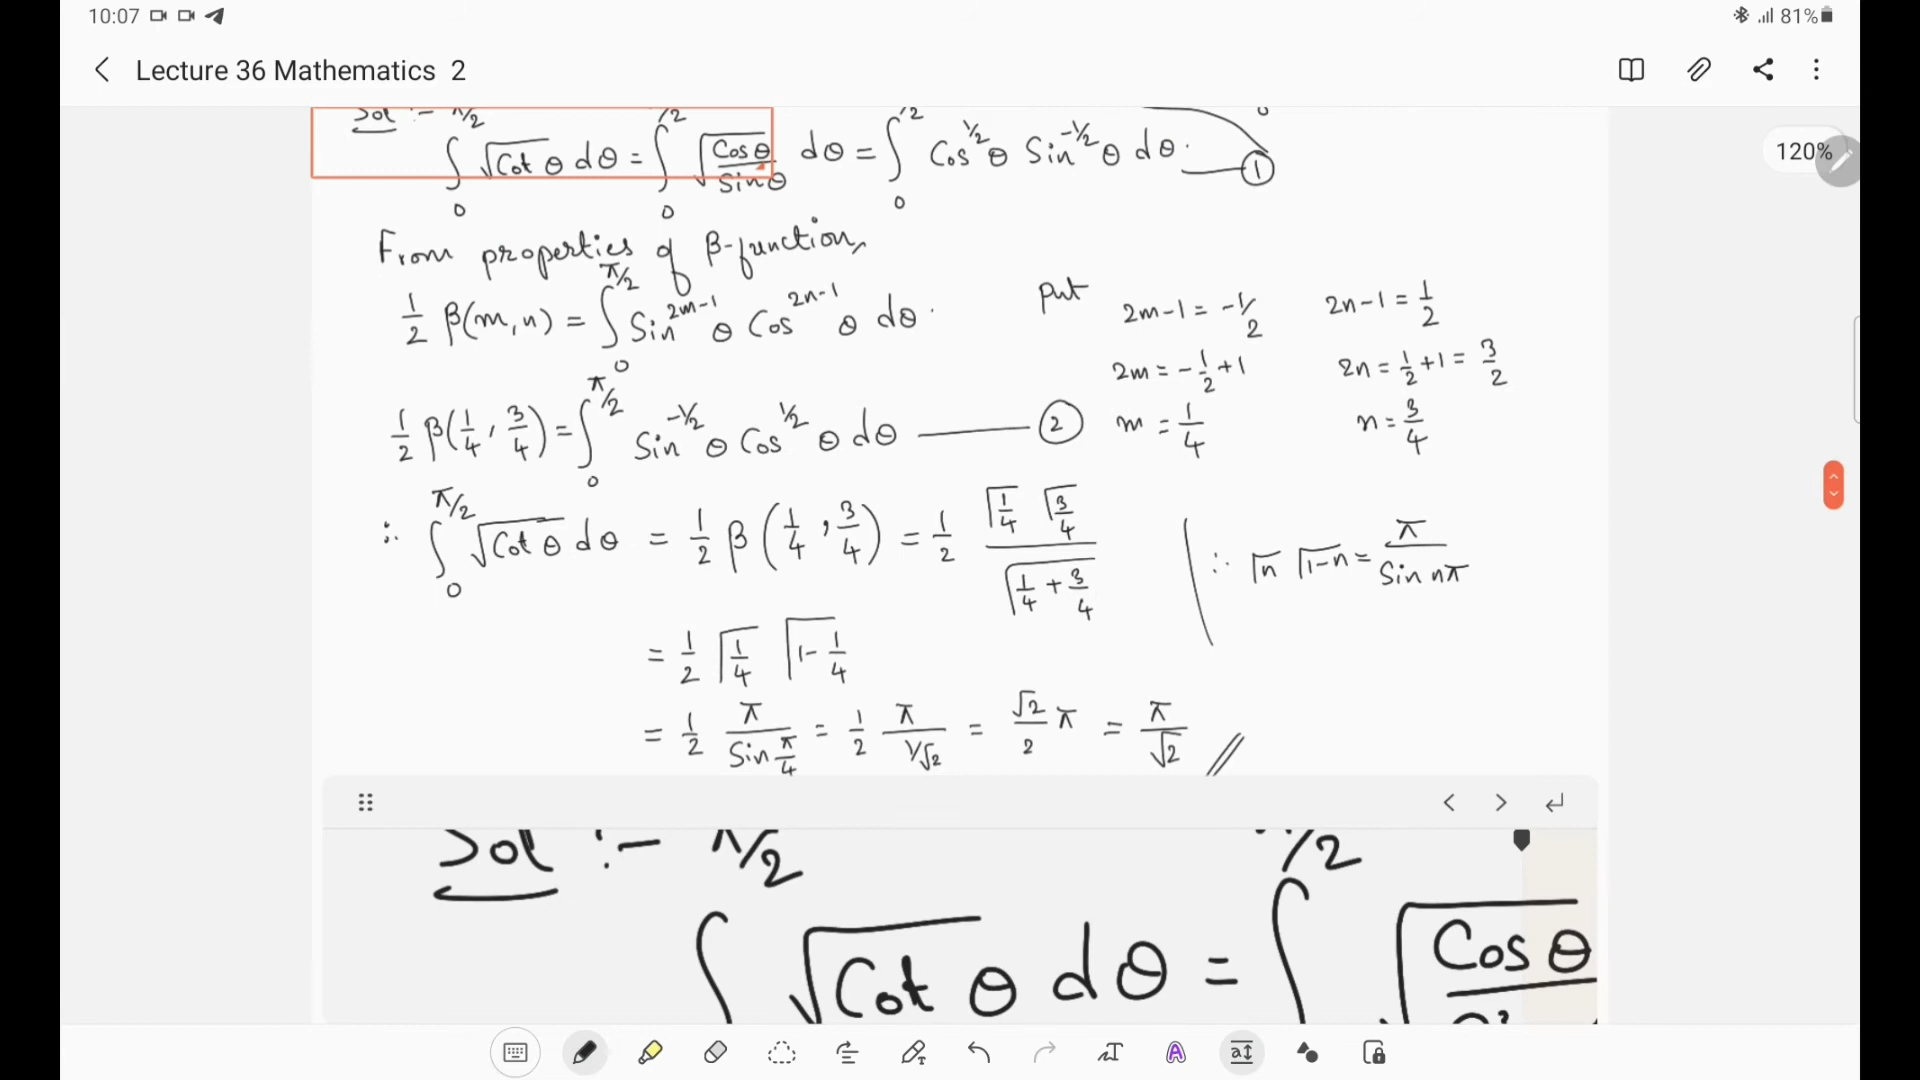 10:07 81%
Lecture 36 Mathematics 2
120%
Sol :- ∫₀^{π/2} √Cot θ dθ = ∫₀^{π/2} √(Cosθ/Sinθ) dθ = ∫₀^{π/2} Cos^{1/2} θ Sin^{-1/2} θ dθ. — ①
From properties of β-function,
1/2 β(m,n) = ∫₀^{π/2} Sin^{2m-1} θ Cos^{2n-1} θ dθ. Put 2m-1 = -1/2 2n-1 = 1/2
2m = -1/2 +1 2n = 1/2 +1 = 3/2
1/2 β(1/4, 3/4) = ∫₀^{π/2} Sin^{-1/2} θ Cos^{1/2} θ dθ — ② m = 1/4 n = 3/4
∴ ∫₀^{π/2} √Cot θ dθ = 1/2 β(1/4, 3/4) = 1/2 (Γ1/4 Γ3/4)/(Γ1/4 + 3/4) ∵ Γn Γ1-n = π/Sin nπ
= 1/2 Γ1/4 Γ1-1/4
= 1/2 π/Sin π/4 = 1/2 π/(1/√2) = √2/2 π = π/√2 //
Sol :- π/2 π/2
∫ √Cot θ dθ = ∫ √Cos θ